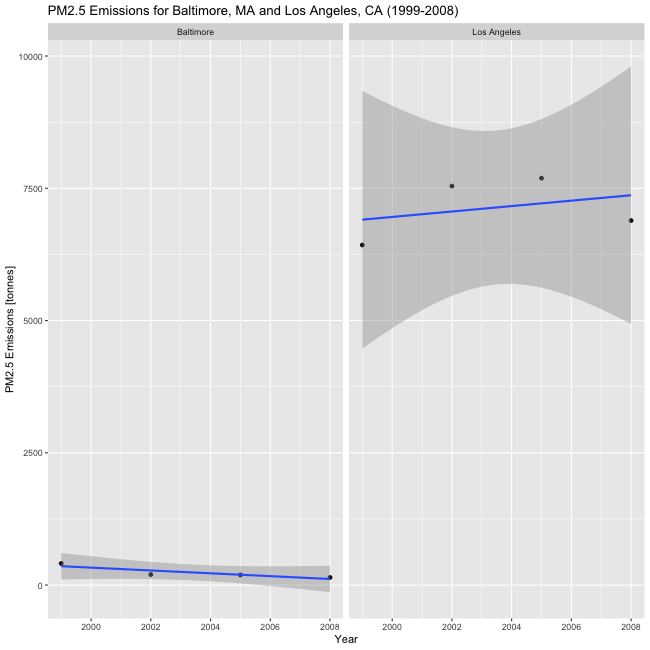 PM2.5 Emissions for Baltimore, MA and Los Angeles, CA (1999-2008)
Baltimore
Los Angeles
PM2.5 Emissions [tonnes]
10000
7500
5000
2500
0
2000 2002 2004 2006 2008
2000 2002 2004 2006 2008
Year